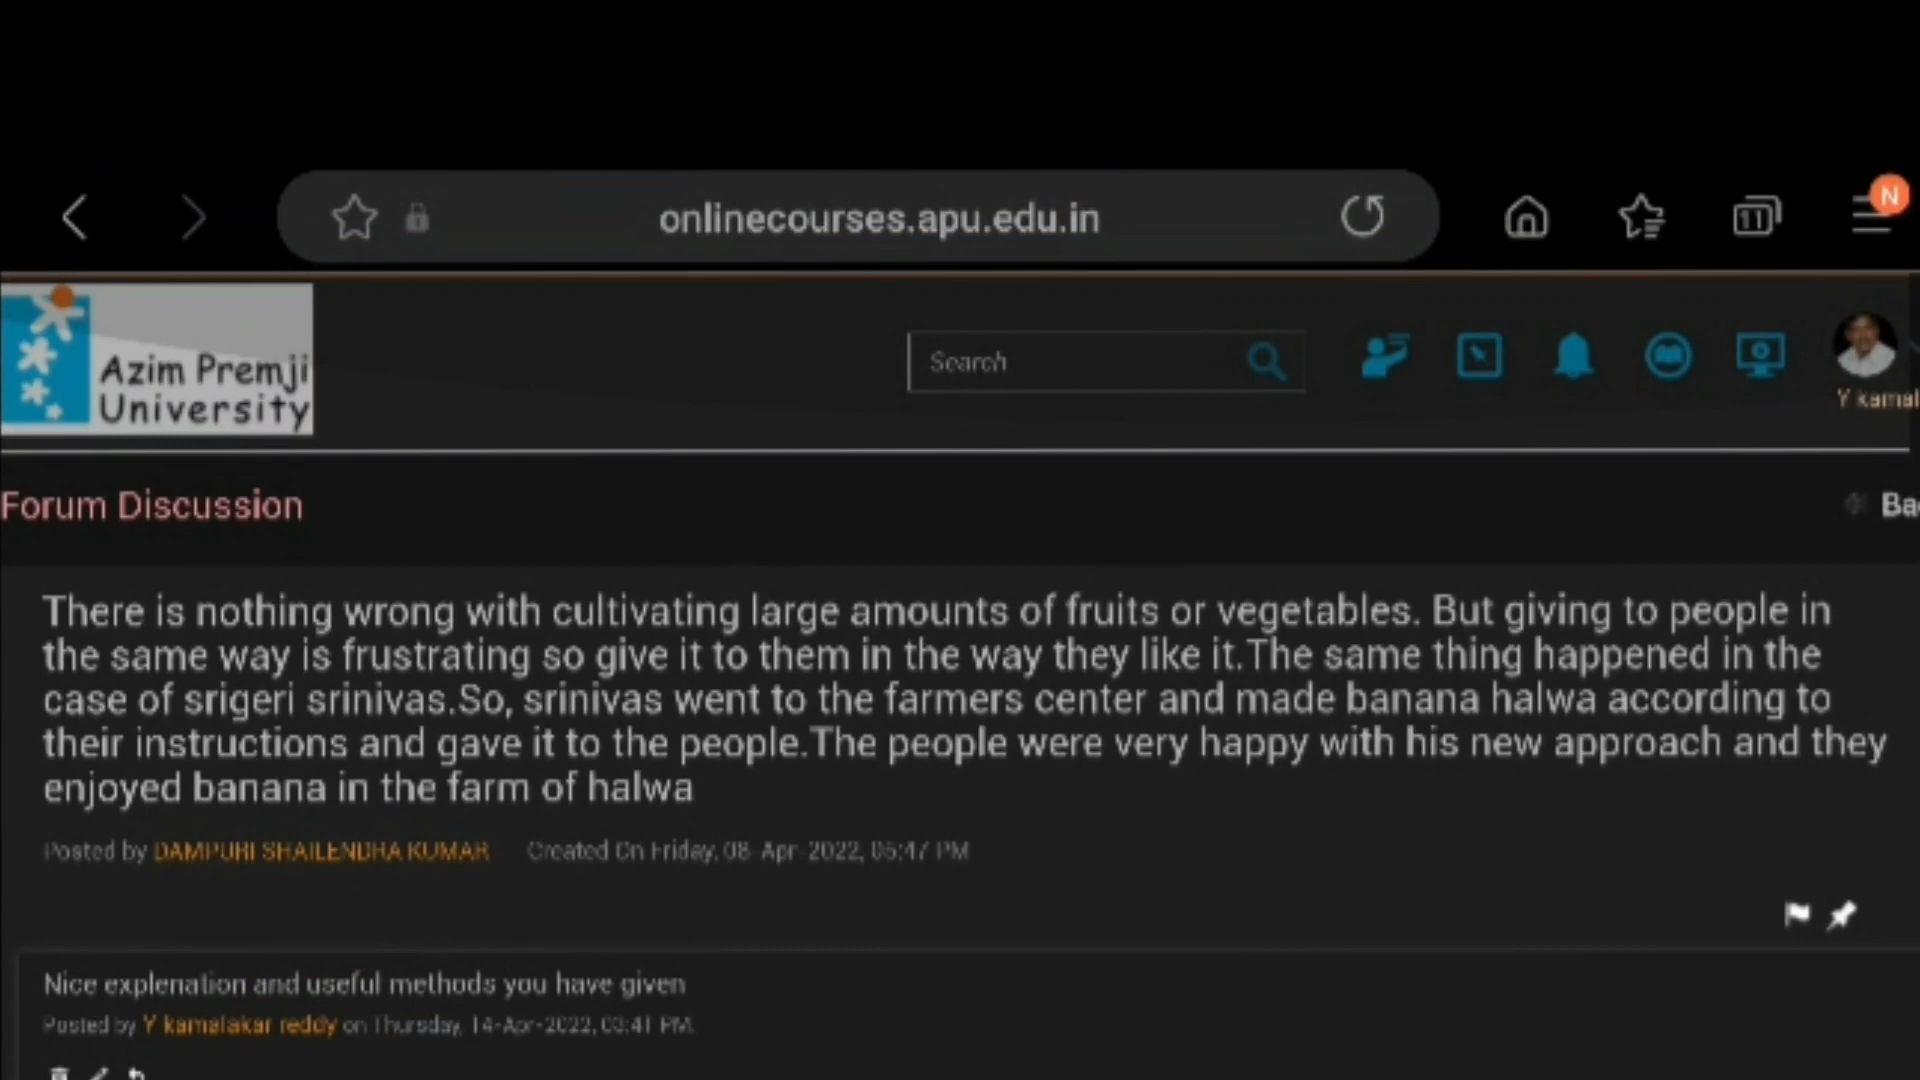 onlinecourses.apu.edu.in
11
N
Azim Premji
University
Search
Y kamal
Forum Discussion
Ba
There is nothing wrong with cultivating large amounts of fruits or vegetables. But giving to people in
the same way is frustrating so give it to them in the way they like it.The same thing happened in the
case of srigeri srinivas.So, srinivas went to the farmers center and made banana halwa according to
their instructions and gave it to the people.The people were very happy with his new approach and they
enjoyed banana in the farm of halwa
Posted by DAMPURI SHAILENDRA KUMAR Created On Friday, 08-Apr-2022, 05:47 PM
Nice explenation and useful methods you have given
Posted by Y kamalakar reddy on Thursday, 14-Apr-2022, 03:41 PM